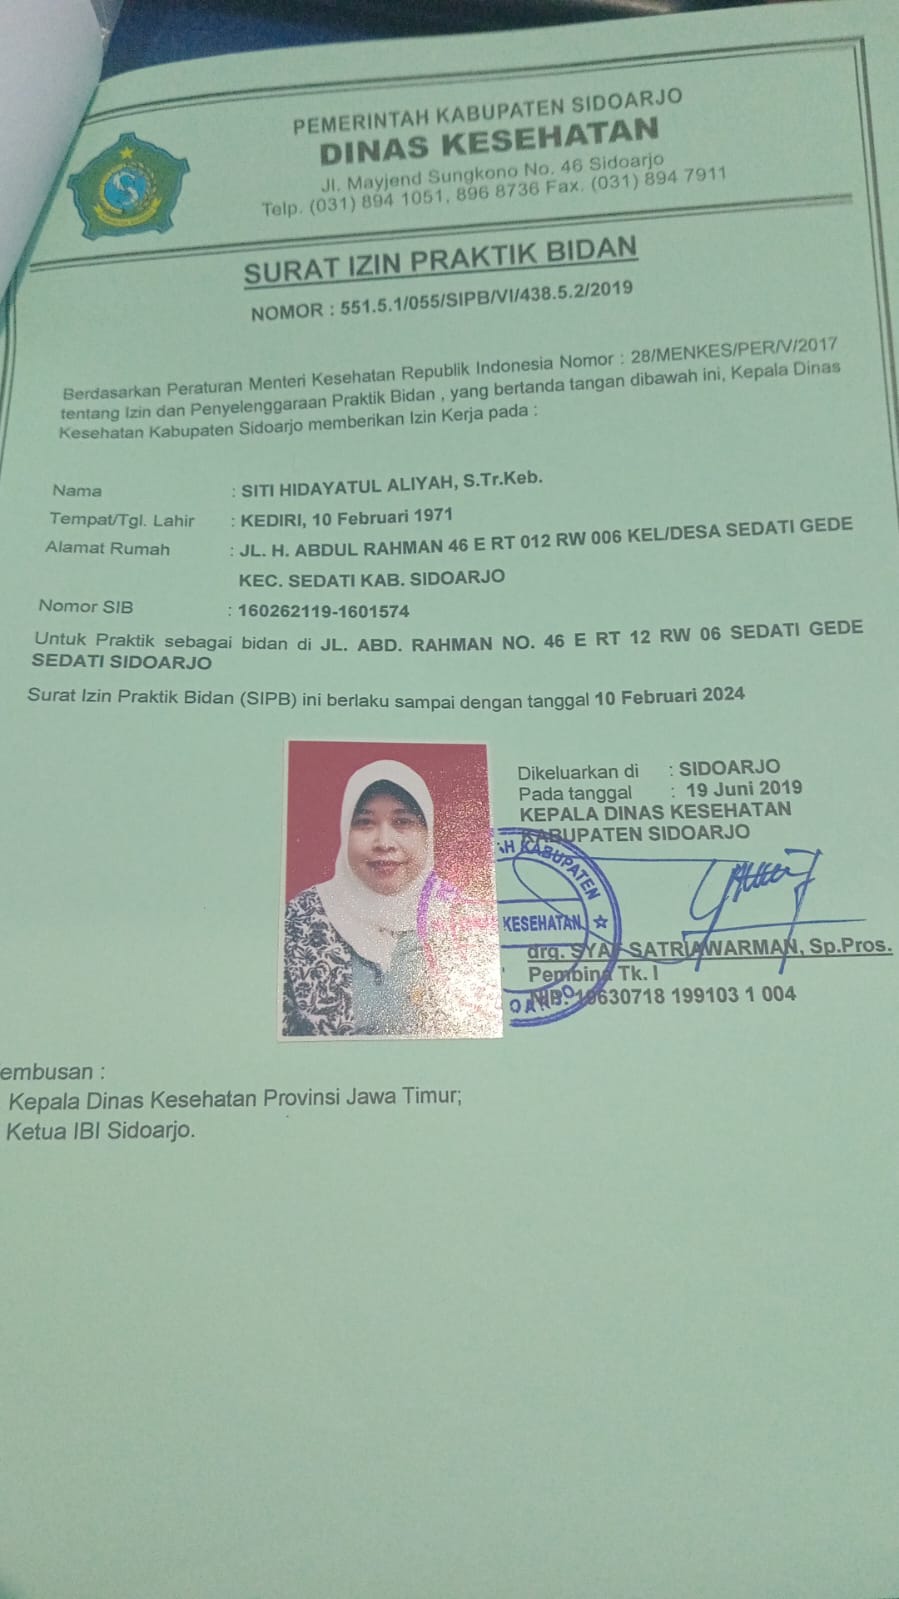 PEMERINTAH KABUPATEN SIDOARJO
DINAS KESEHATAN
Jl. Mayjend Sungkono No. 46 Sidoarjo
Telp. (031) 894 1051, 896 8736 Fax. (031) 894 7911
SURAT IZIN PRAKTIK BIDAN
NOMOR : 551.5.1/055/SIPB/VI/438.5.2/2019
Berdasarkan Peraturan Menteri Kesehatan Republik Indonesia Nomor : 28/MENKES/PER/V/2017
tentang Izin dan Penyelenggaraan Praktik Bidan , yang bertanda tangan dibawah ini, Kepala Dinas
Kesehatan Kabupaten Sidoarjo memberikan Izin Kerja pada :
Nama : SITI HIDAYATUL ALIYAH, S.Tr.Keb.
Tempat/Tgl. Lahir : KEDIRI, 10 Februari 1971
Alamat Rumah : JL. H. ABDUL RAHMAN 46 E RT 012 RW 006 KEL/DESA SEDATI GEDE
KEC. SEDATI KAB. SIDOARJO
Nomor SIB : 160262119-1601574
Untuk Praktik sebagai bidan di JL. ABD. RAHMAN NO. 46 E RT 12 RW 06 SEDATI GEDE
SEDATI SIDOARJO
Surat Izin Praktik Bidan (SIPB) ini berlaku sampai dengan tanggal 10 Februari 2024
Dikeluarkan di : SIDOARJO
Pada tanggal : 19 Juni 2019
KEPALA DINAS KESEHATAN
KABUPATEN SIDOARJO
KABUPATEN
KESEHATAN
drg. SATRIAWARMAN, Sp.Pros.
Pembina Tk. I
NIP. 19630718 199103 1 004
embusan :
Kepala Dinas Kesehatan Provinsi Jawa Timur;
Ketua IBI Sidoarjo.